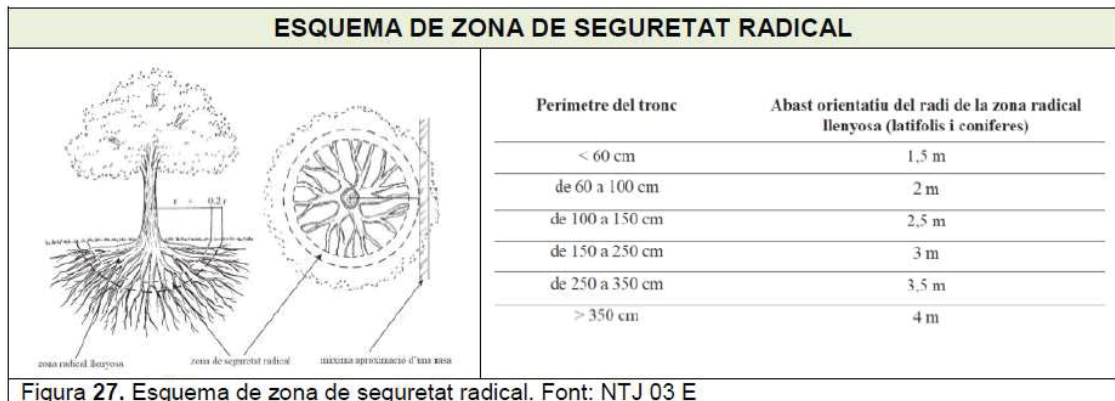 ESQUEMA DE ZONA DE SEGURETAT RADICAL
r + 0.2 r
zona radical llenyosa
zona de seguretat radical
màxima aproximació d'una rasa
Perímetre del tronc
Abast orientatiu del radi de la zona radical
llenyosa (latifolis i coníferes)
< 60 cm 1,5 m
de 60 a 100 cm 2 m
de 100 a 150 cm 2,5 m
de 150 a 250 cm 3 m
de 250 a 350 cm 3,5 m
> 350 cm 4 m
Figura 27. Esquema de zona de seguretat radical. Font: NTJ 03 E